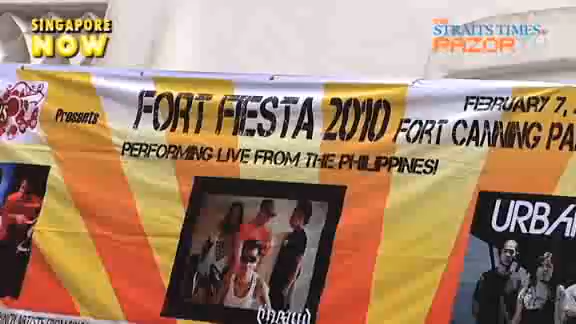 SINGAPORE
NOW
THE
STRAITS TIMES
RAZOR
Presents
FORT FIESTA 2010
FEBRUARY 7,
FORT CANNING PA
PERFORMING LIVE FROM THE PHILIPPINES!
URBA